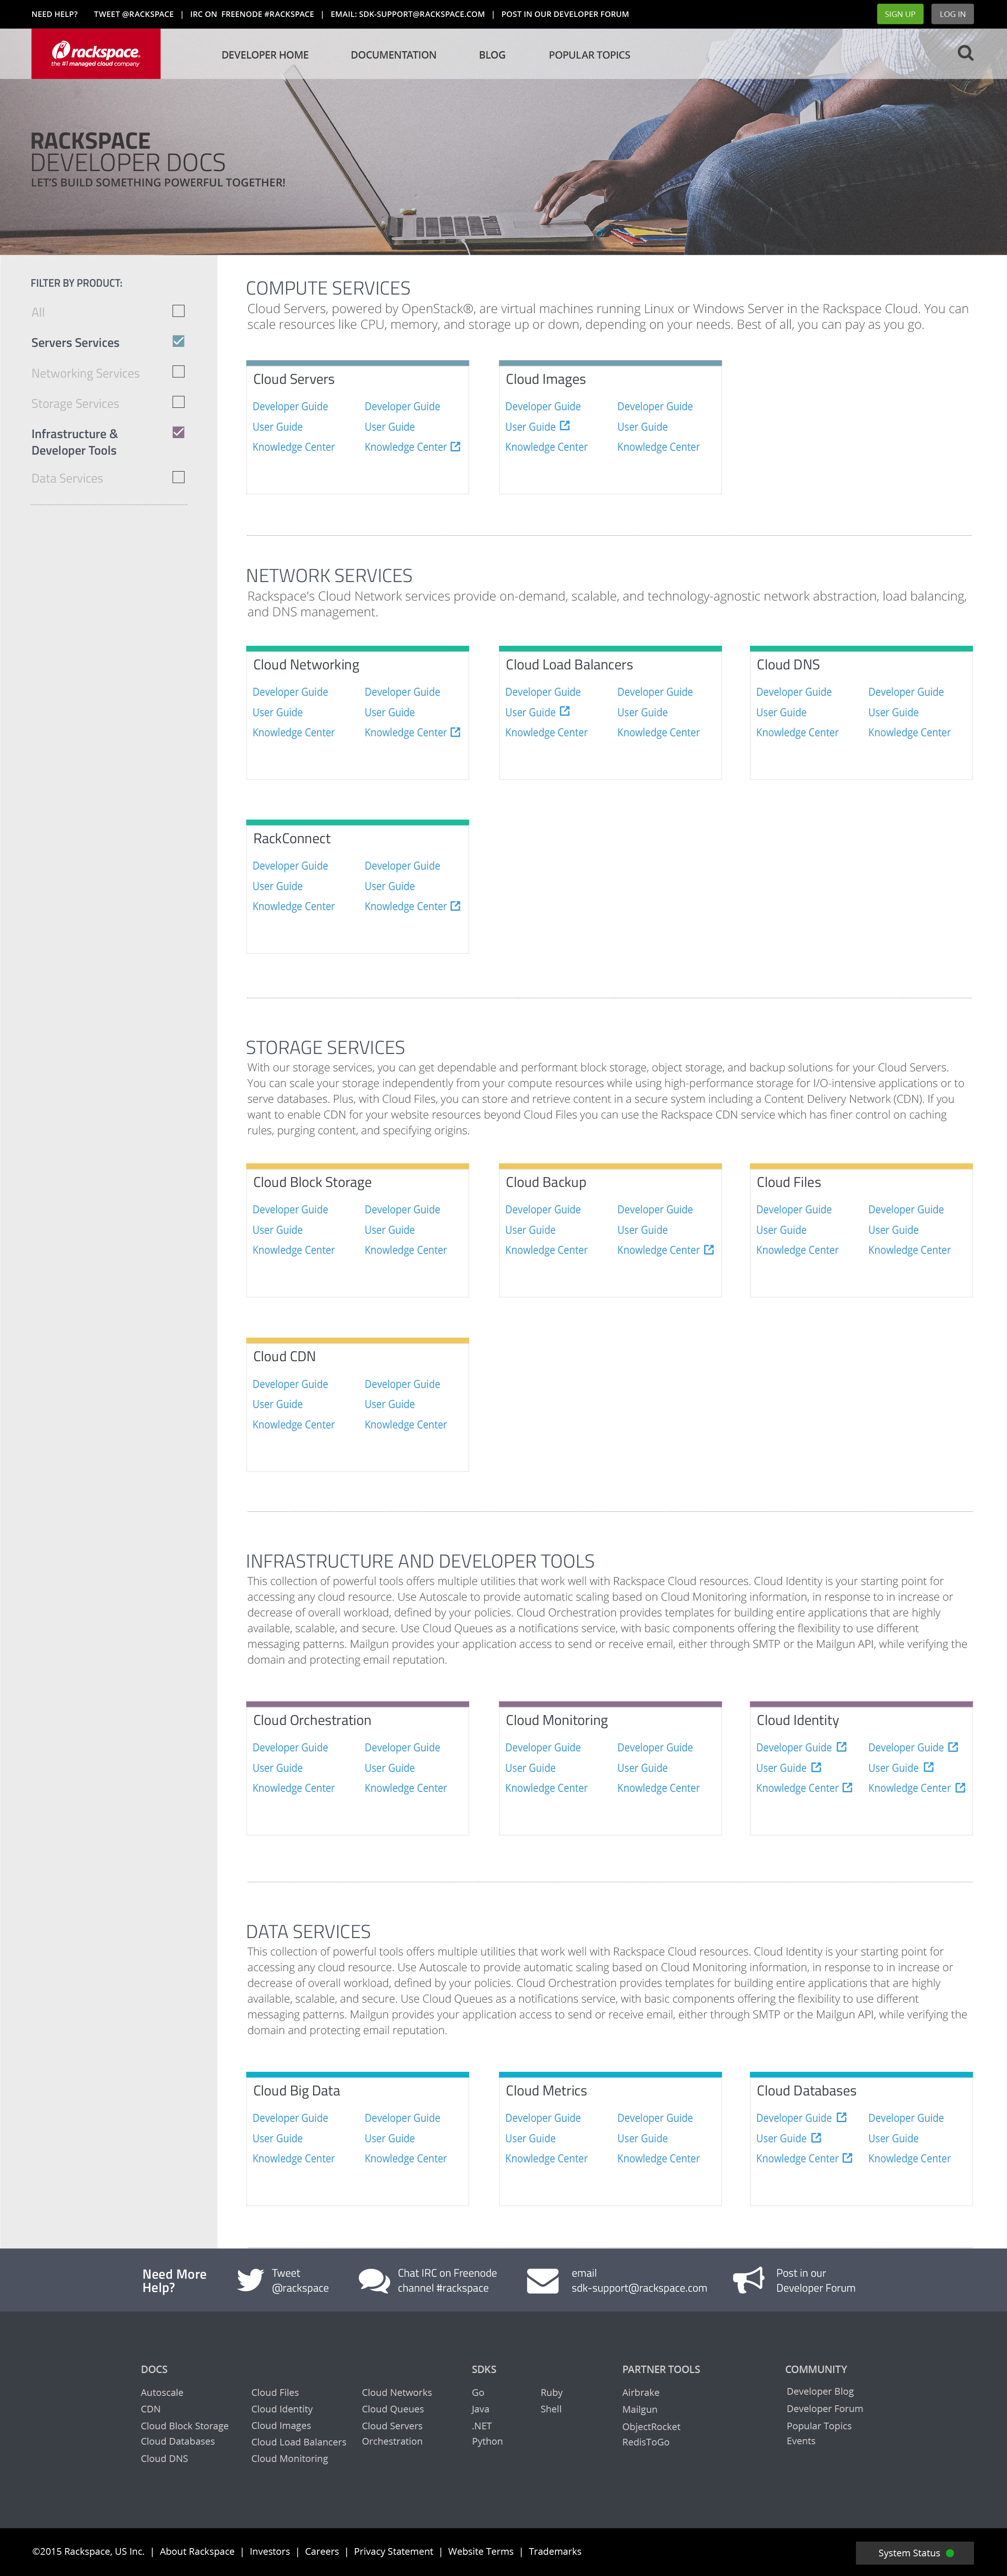 NEED HELP? TWEET @RACKSPACE | IRC ON FREENODE #RACKSPACE | EMAIL: SDK-SUPPORT@RACKSPACE.COM | POST IN OUR DEVELOPER FORUM SIGN UP LOG IN
rackspace.
the #1 managed cloud company
DEVELOPER HOME DOCUMENTATION BLOG POPULAR TOPICS
RACKSPACE
DEVELOPER DOCS
LET'S BUILD SOMETHING POWERFUL TOGETHER!
FILTER BY PRODUCT:
All
Servers Services
Networking Services
Storage Services
Infrastructure &
Developer Tools
Data Services
COMPUTE SERVICES
Cloud Servers, powered by OpenStack®, are virtual machines running Linux or Windows Server in the Rackspace Cloud. You can
scale resources like CPU, memory, and storage up or down, depending on your needs. Best of all, you can pay as you go.
Cloud Servers
Developer Guide Developer Guide
User Guide User Guide
Knowledge Center Knowledge Center
Cloud Images
Developer Guide Developer Guide
User Guide User Guide
Knowledge Center Knowledge Center
NETWORK SERVICES
Rackspace's Cloud Network services provide on-demand, scalable, and technology-agnostic network abstraction, load balancing,
and DNS management.
Cloud Networking
Developer Guide Developer Guide
User Guide User Guide
Knowledge Center Knowledge Center
Cloud Load Balancers
Developer Guide Developer Guide
User Guide User Guide
Knowledge Center Knowledge Center
Cloud DNS
Developer Guide Developer Guide
User Guide User Guide
Knowledge Center Knowledge Center
RackConnect
Developer Guide Developer Guide
User Guide User Guide
Knowledge Center Knowledge Center
STORAGE SERVICES
With our storage services, you can get dependable and performant block storage, object storage, and backup solutions for your Cloud Servers.
You can scale your storage independently from your compute resources while using high-performance storage for I/O-intensive applications or to
serve databases. Plus, with Cloud Files, you can store and retrieve content in a secure system including a Content Delivery Network (CDN). If you
want to enable CDN for your website resources beyond Cloud Files you can use the Rackspace CDN service which has finer control on caching
rules, purging content, and specifying origins.
Cloud Block Storage
Developer Guide Developer Guide
User Guide User Guide
Knowledge Center Knowledge Center
Cloud Backup
Developer Guide Developer Guide
User Guide User Guide
Knowledge Center Knowledge Center
Cloud Files
Developer Guide Developer Guide
User Guide User Guide
Knowledge Center Knowledge Center
Cloud CDN
Developer Guide Developer Guide
User Guide User Guide
Knowledge Center Knowledge Center
INFRASTRUCTURE AND DEVELOPER TOOLS
This collection of powerful tools offers multiple utilities that work well with Rackspace Cloud resources. Cloud Identity is your starting point for
accessing any cloud resource. Use Autoscale to provide automatic scaling based on Cloud Monitoring information, in response to in increase or
decrease of overall workload, defined by your policies. Cloud Orchestration provides templates for building entire applications that are highly
available, scalable, and secure. Use Cloud Queues as a notifications service, with basic components offering the flexibility to use different
messaging patterns. Mailgun provides your application access to send or receive email, either through SMTP or the Mailgun API, while verifying the
domain and protecting email reputation.
Cloud Orchestration
Developer Guide Developer Guide
User Guide User Guide
Knowledge Center Knowledge Center
Cloud Monitoring
Developer Guide Developer Guide
User Guide User Guide
Knowledge Center Knowledge Center
Cloud Identity
Developer Guide Developer Guide
User Guide User Guide
Knowledge Center Knowledge Center
DATA SERVICES
This collection of powerful tools offers multiple utilities that work well with Rackspace Cloud resources. Cloud Identity is your starting point for
accessing any cloud resource. Use Autoscale to provide automatic scaling based on Cloud Monitoring information, in response to in increase or
decrease of overall workload, defined by your policies. Cloud Orchestration provides templates for building entire applications that are highly
available, scalable, and secure. Use Cloud Queues as a notifications service, with basic components offering the flexibility to use different
messaging patterns. Mailgun provides your application access to send or receive email, either through SMTP or the Mailgun API, while verifying the
domain and protecting email reputation.
Cloud Big Data
Developer Guide Developer Guide
User Guide User Guide
Knowledge Center Knowledge Center
Cloud Metrics
Developer Guide Developer Guide
User Guide User Guide
Knowledge Center Knowledge Center
Cloud Databases
Developer Guide Developer Guide
User Guide User Guide
Knowledge Center Knowledge Center
Need More
Help?
Tweet
@rackspace
Chat IRC on Freenode
channel #rackspace
email
sdk-support@rackspace.com
Post in our
Developer Forum
DOCS
Autoscale
CDN
Cloud Block Storage
Cloud Databases
Cloud DNS
Cloud Files
Cloud Identity
Cloud Images
Cloud Load Balancers
Cloud Monitoring
Cloud Networks
Cloud Queues
Cloud Servers
Orchestration
SDKS
Go
Java
.NET
Python
Ruby
Shell
PARTNER TOOLS
Airbrake
Mailgun
ObjectRocket
RedisToGo
COMMUNITY
Developer Blog
Developer Forum
Popular Topics
Events
©2015 Rackspace, US Inc. | About Rackspace | Investors | Careers | Privacy Statement | Website Terms | Trademarks
System Status